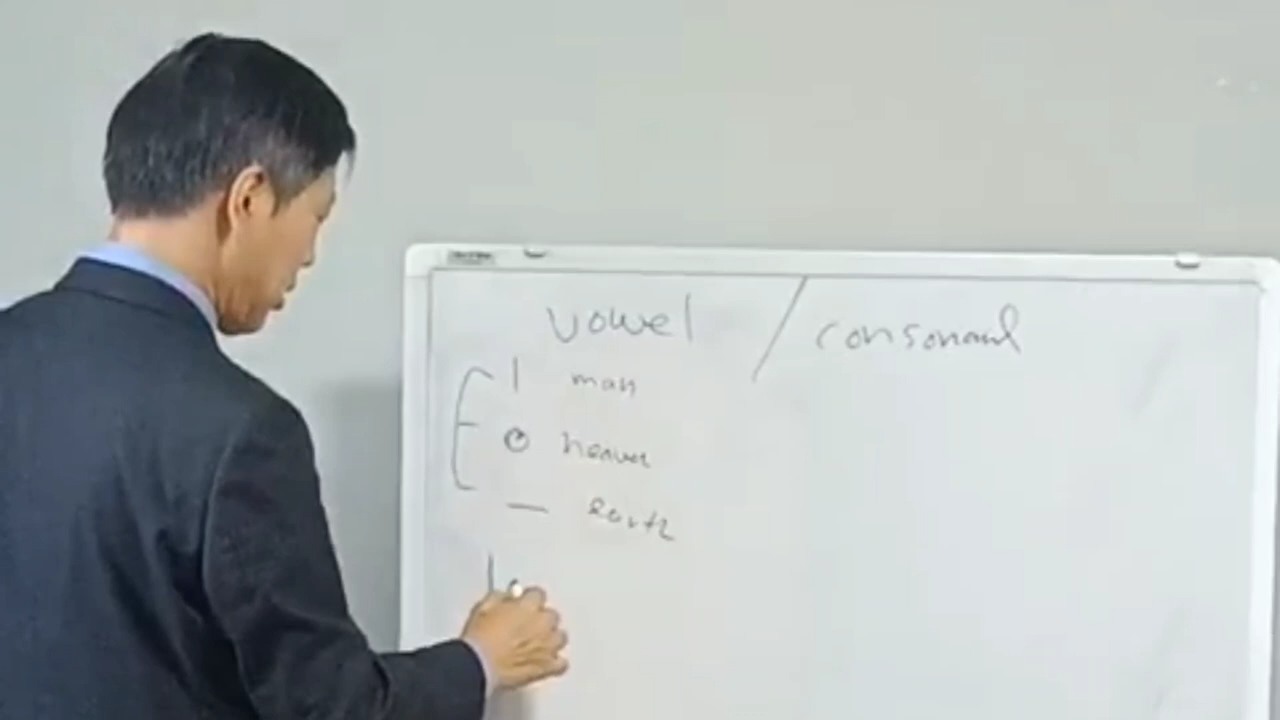 vowel / consonant
| man
heaven
— earth